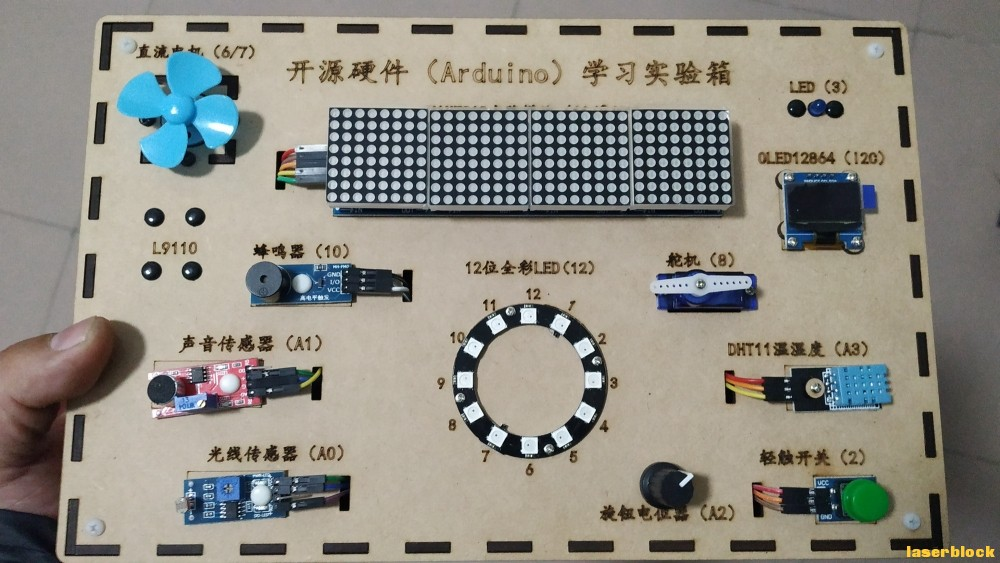 直流电机（6/7）
开源硬件（Arduino）学习实验箱
LED（3）
OLED12864（I2C）
L9110
蜂鸣器（10）
GND
I/O
VCC
高电平触发
12位全彩LED（12）
12
1
2
3
4
5
6
7
8
9
10
11
舵机（8）
声音传感器（A1）
DHT11温湿度（A3）
光线传感器（A0）
旋钮电位器（A2）
轻触开关（2）
VCC
GND
laserblock